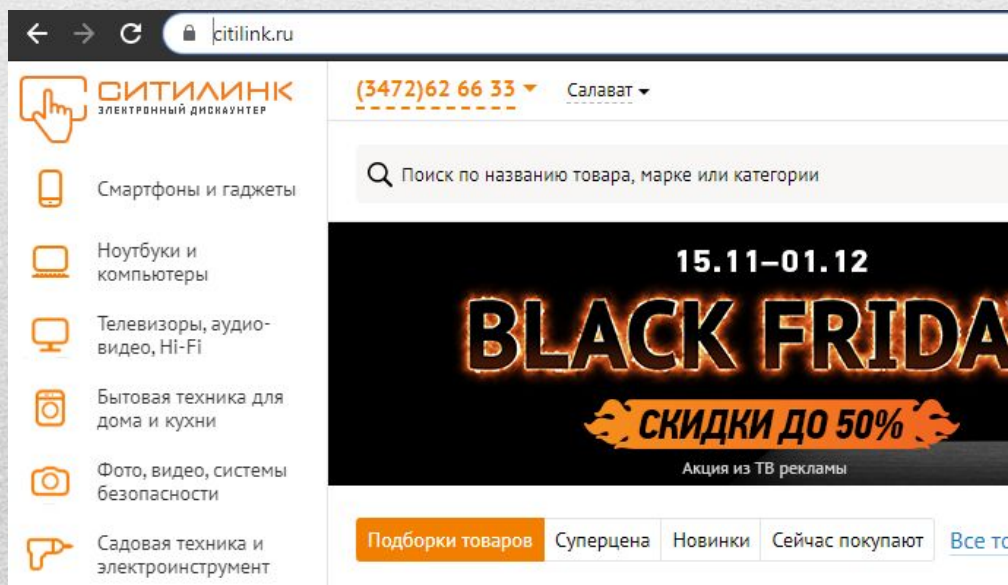 citilink.ru
СИТИЛИНК
ЭЛЕКТРОННЫЙ ДИСКАУНТЕР
(3472)62 66 33
Салават
Поиск по названию товара, марке или категории
Смартфоны и гаджеты
Ноутбуки и
компьютеры
Телевизоры, аудио-
видео, Hi-Fi
Бытовая техника для
дома и кухни
Фото, видео, системы
безопасности
Садовая техника и
электроинструмент
15.11–01.12
BLACK FRIDA
СКИДКИ ДО 50%
Акция из ТВ рекламы
Подборки товаров
Суперцена
Новинки
Сейчас покупают
Все то